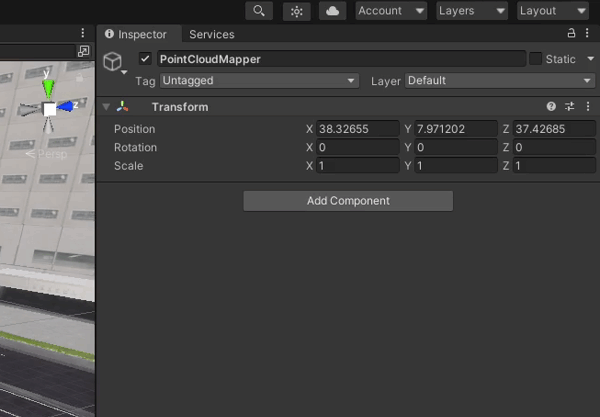 Account
Layers
Layout
Inspector
Services
PointCloudMapper
Static
Tag Untagged
Layer Default
Transform
Position X 38.32655 Y 7.971202 Z 37.42685
Rotation X 0 Y 0 Z 0
Scale X 1 Y 1 Z 1
Add Component
y
z
Persp